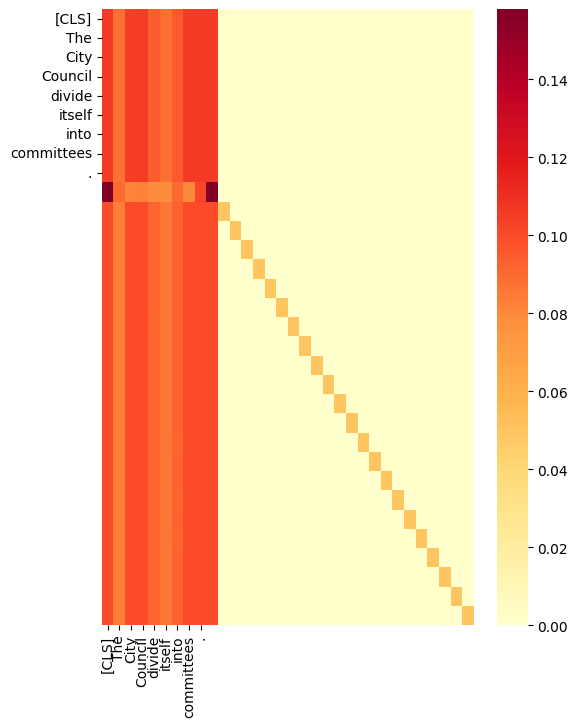 [CLS]
The
City
Council
divide
itself
into
committees
.
0.14
0.12
0.10
0.08
0.06
0.04
0.02
0.00
[CLS]
The
City
Council
divide
itself
into
committees
.